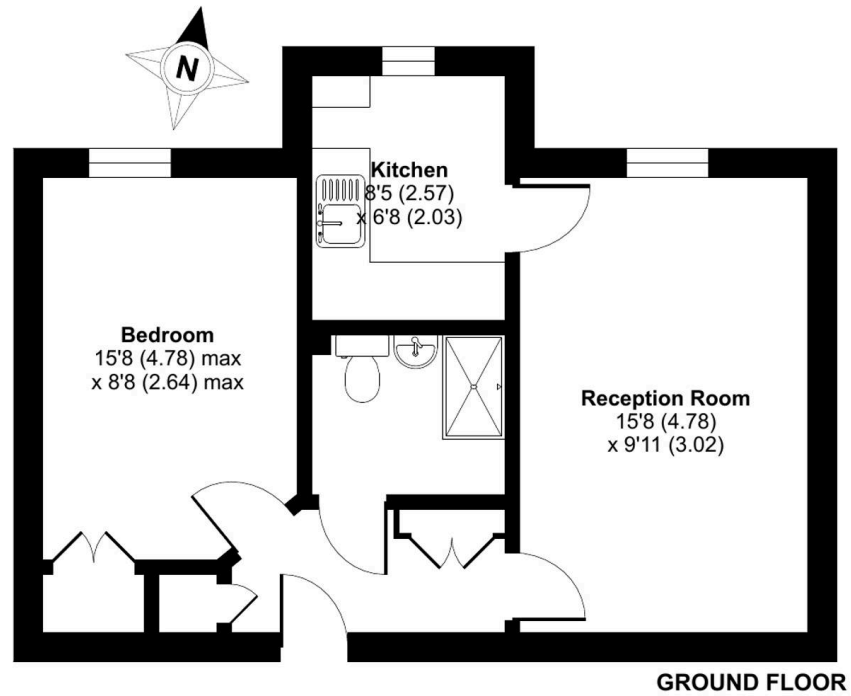 N
Kitchen
8'5 (2.57)
x 6'8 (2.03)
Bedroom
15'8 (4.78) max
x 8'8 (2.64) max
Reception Room
15'8 (4.78)
x 9'11 (3.02)
GROUND FLOOR